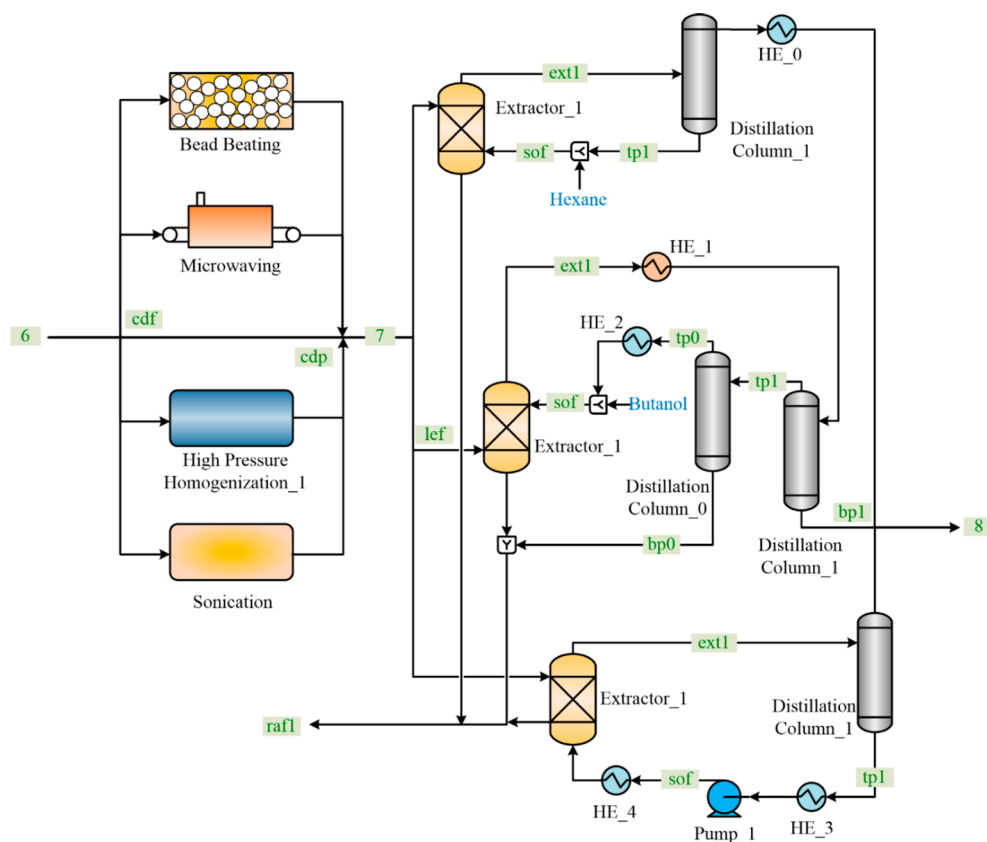 HE_0
ext1
Extractor_1
Distillation
Column_1
sof
tp1
Hexane
Bead Beating
Microwaving
ext1
HE_1
6
cdf
cdp
7
HE_2
tp0
tp1
sof
Butanol
lef
Extractor_1
High Pressure
Homogenization_1
Distillation
Column_0
bp0
bp1
8
Distillation
Column_1
Sonication
ext1
Extractor_1
Distillation
Column_1
raf1
sof
tp1
HE_4
Pump_1
HE_3
Y
Y
Y